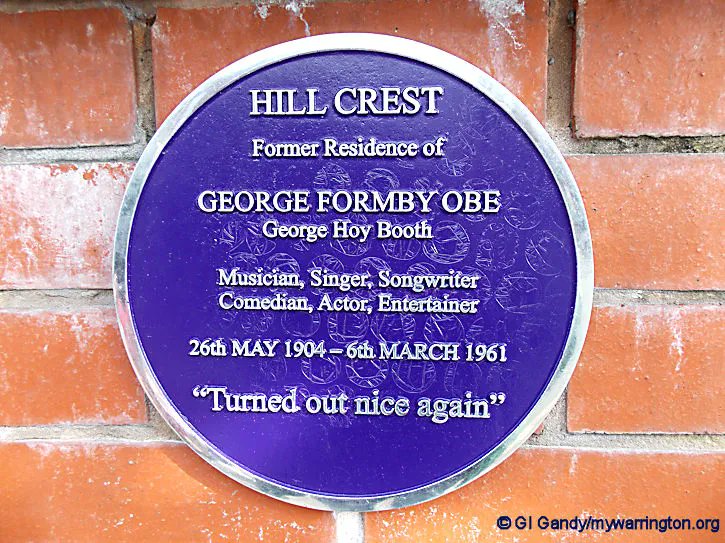 HILL CREST
Former Residence of
GEORGE FORMBY OBE
George Hoy Booth
Musician, Singer, Songwriter
Comedian, Actor, Entertainer
26th MAY 1904 – 6th MARCH 1961
“Turned out nice again”
© GI Gandy/mywarrington.org